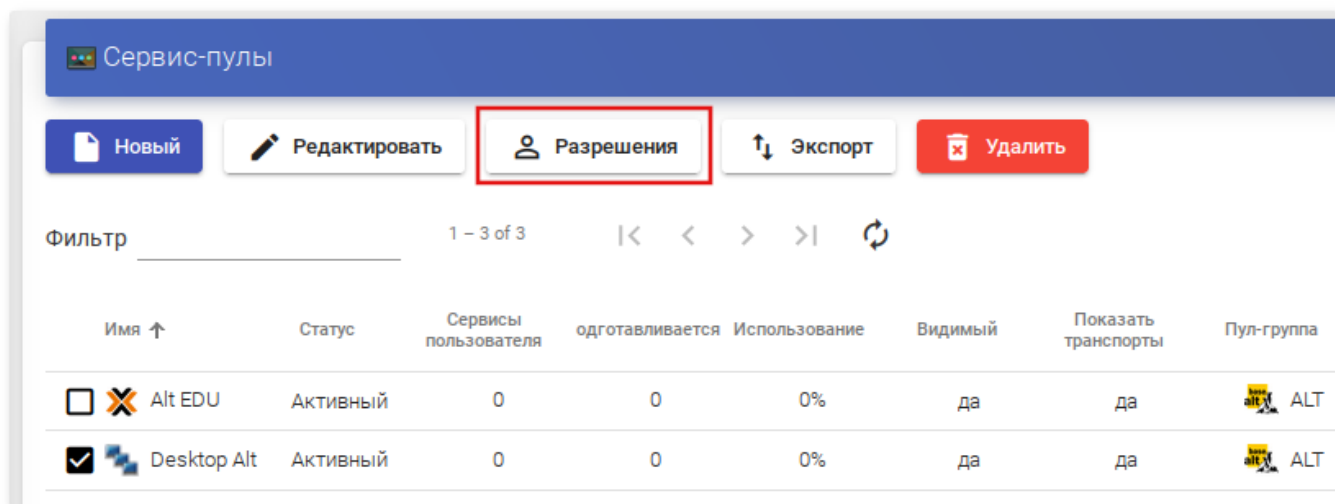 Сервис-пулы
Новый Редактировать Разрешения Экспорт Удалить
Фильтр 1 – 3 of 3
Имя Статус Сервисы пользователя одготавливается Использование Видимый Показать транспорты Пул-группа
Alt EDU Активный 0 0 0% да да ALT
Desktop Alt Активный 0 0 0% да да ALT